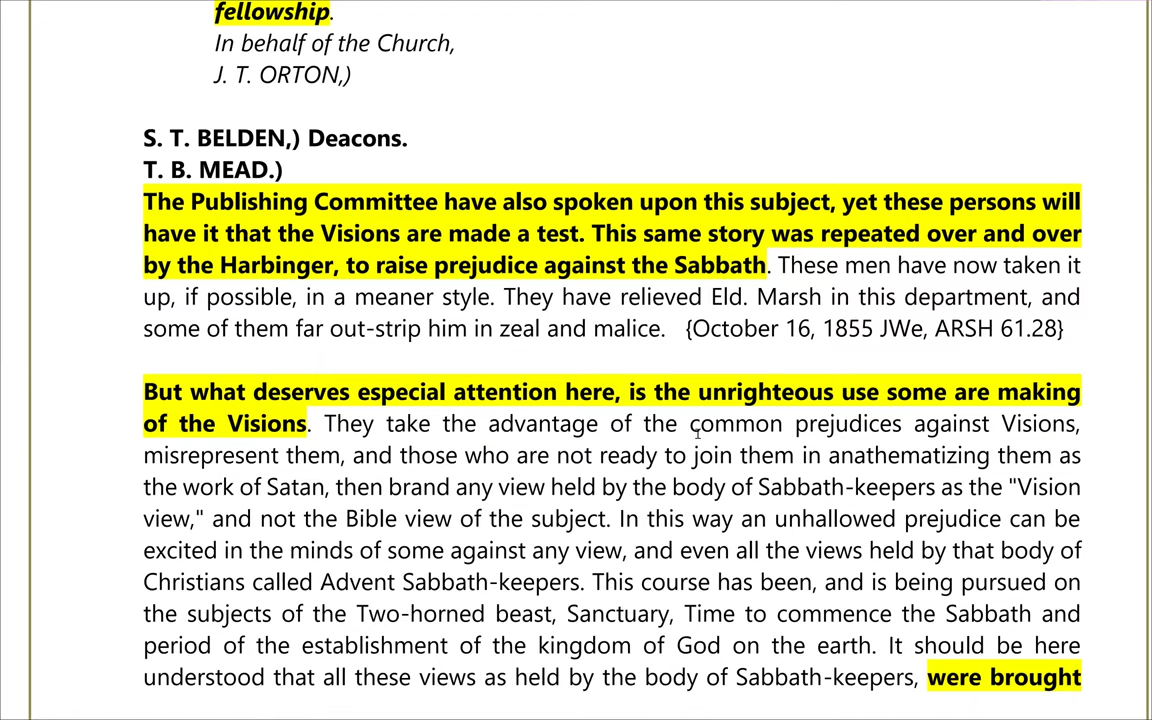 fellowship.
In behalf of the Church,
J. T. ORTON,)
S. T. BELDEN,) Deacons.
T. B. MEAD.)
The Publishing Committee have also spoken upon this subject, yet these persons will
have it that the Visions are made a test. This same story was repeated over and over
by the Harbinger, to raise prejudice against the Sabbath. These men have now taken it
up, if possible, in a meaner style. They have relieved Eld. Marsh in this department, and
some of them far out-strip him in zeal and malice. {October 16, 1855 JWe, ARSH 61.28}
But what deserves especial attention here, is the unrighteous use some are making
of the Visions. They take the advantage of the common prejudices against Visions,
misrepresent them, and those who are not ready to join them in anathematizing them as
the work of Satan, then brand any view held by the body of Sabbath-keepers as the "Vision
view," and not the Bible view of the subject. In this way an unhallowed prejudice can be
excited in the minds of some against any view, and even all the views held by that body of
Christians called Advent Sabbath-keepers. This course has been, and is being pursued on
the subjects of the Two-horned beast, Sanctuary, Time to commence the Sabbath and
period of the establishment of the kingdom of God on the earth. It should be here
understood that all these views as held by the body of Sabbath-keepers, were brought